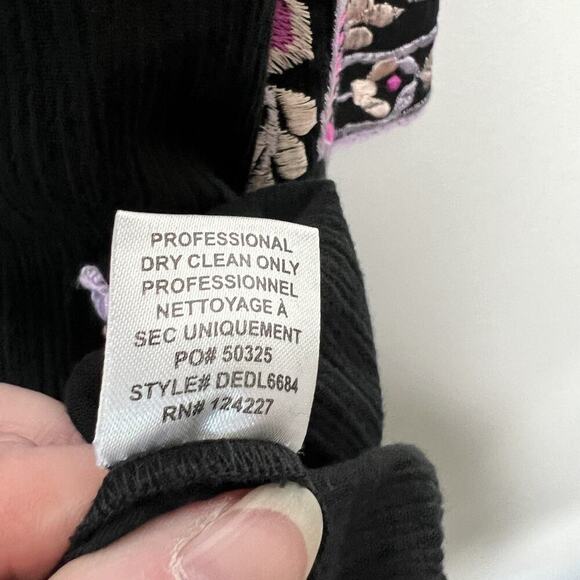 PROFESSIONAL
DRY CLEAN ONLY
PROFESSIONNEL
NETTOYAGE À
SEC UNIQUEMENT
PO# 50325
STYLE# DEDL6684
RN# 124227